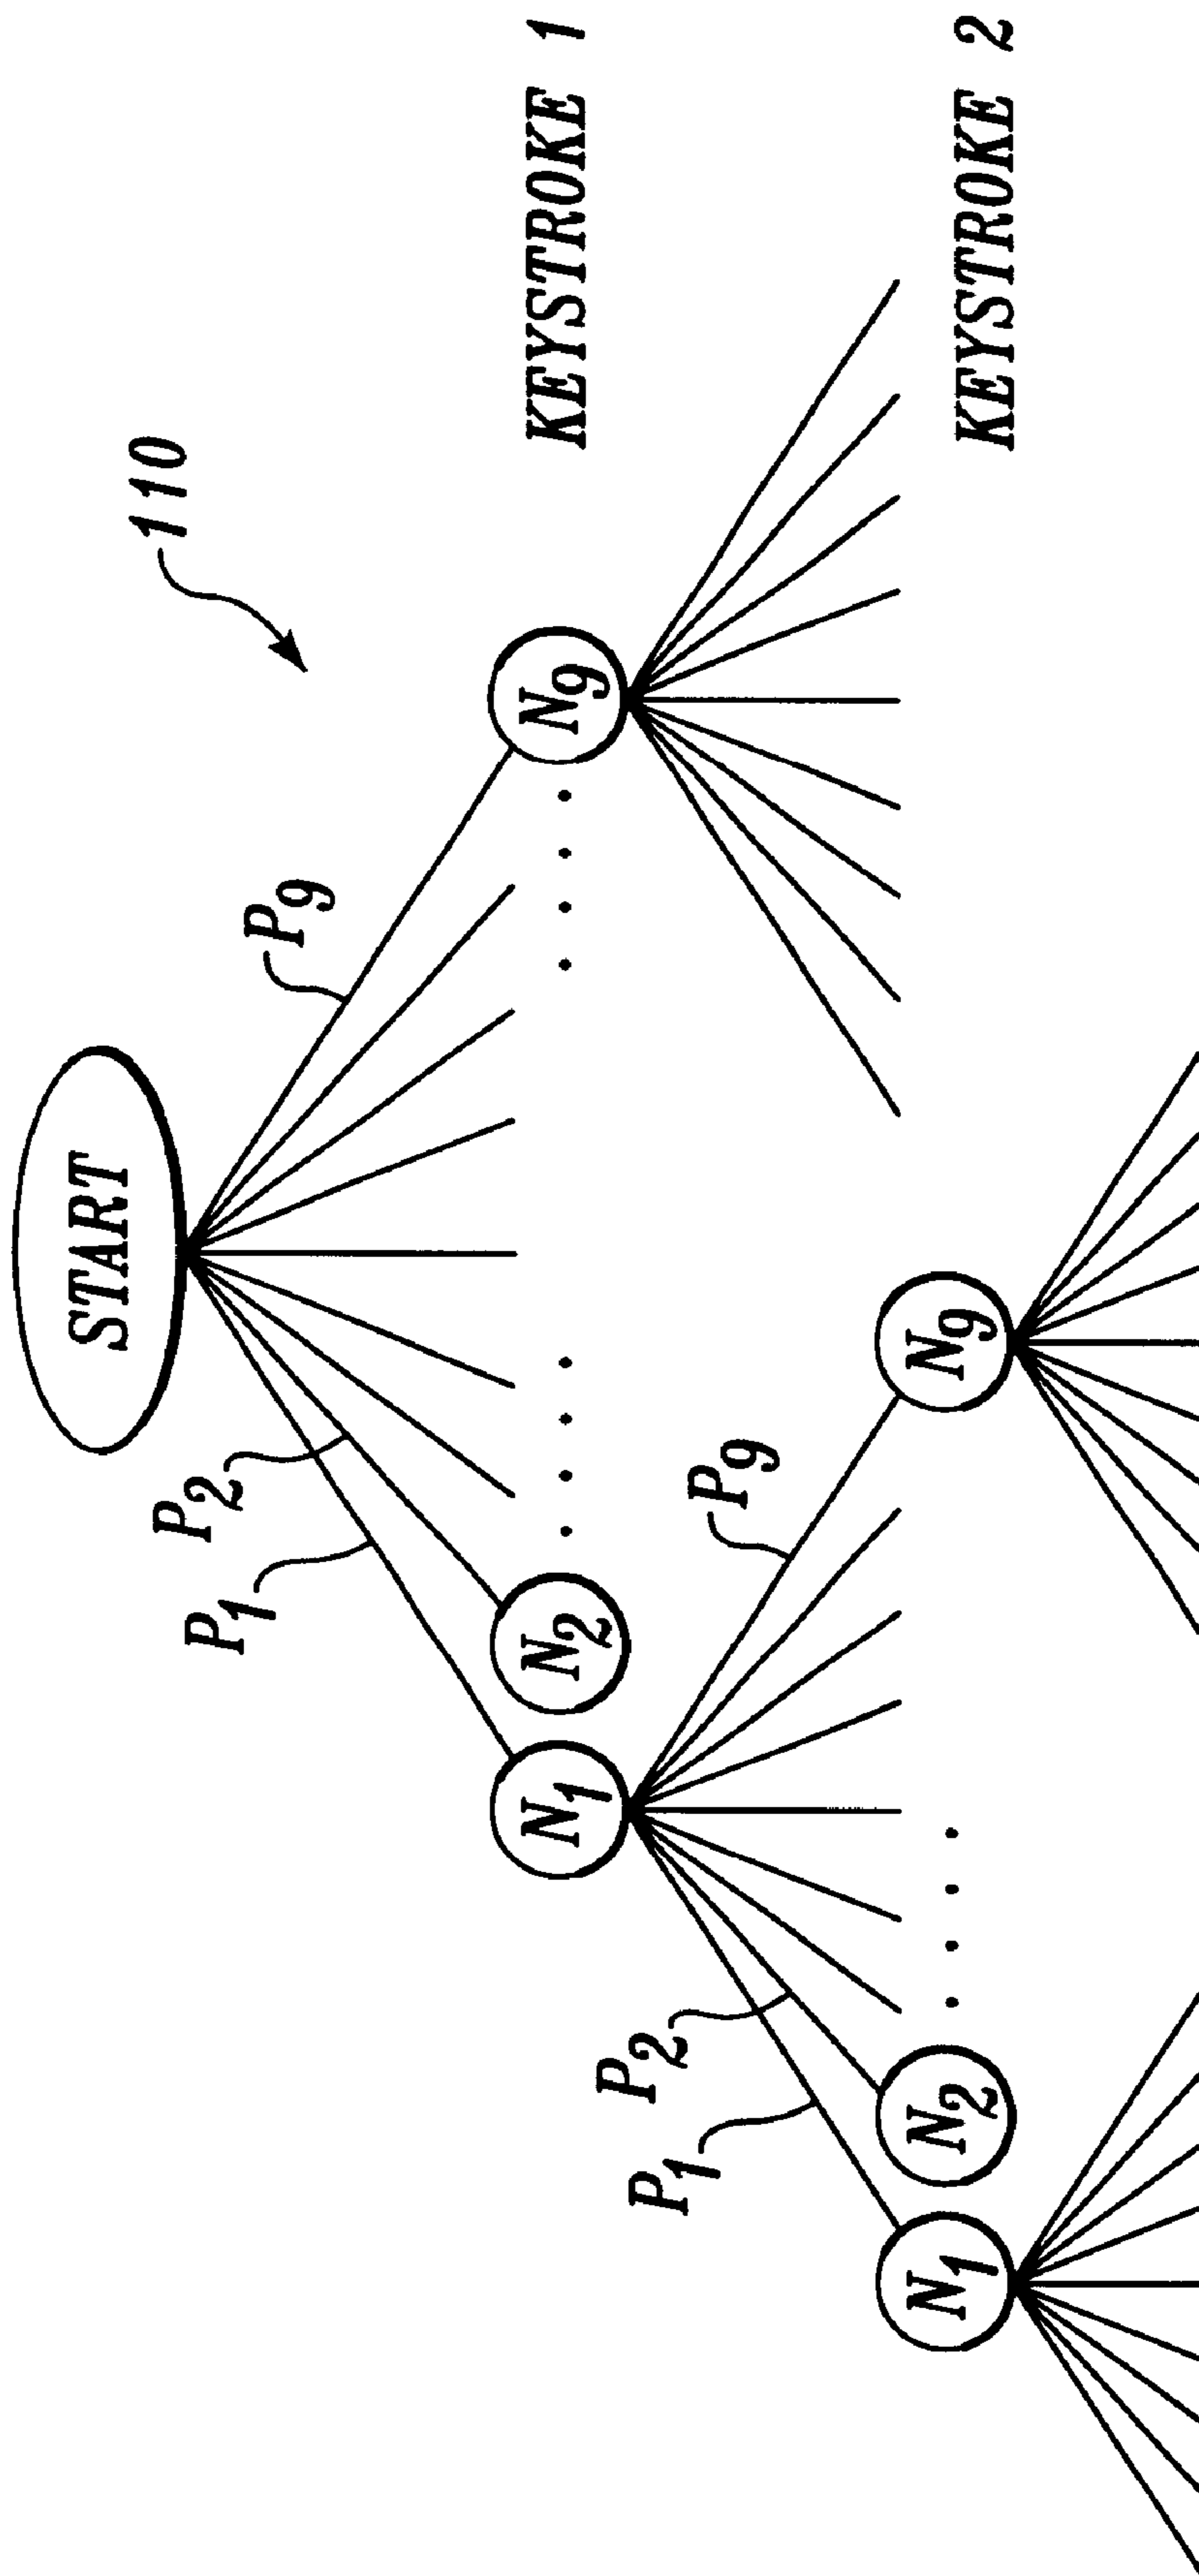 START
110
P1
P2
P9
N1
N2
N9
KEYSTROKE 1
P1
P2
P9
N1
N2
N9
KEYSTROKE 2